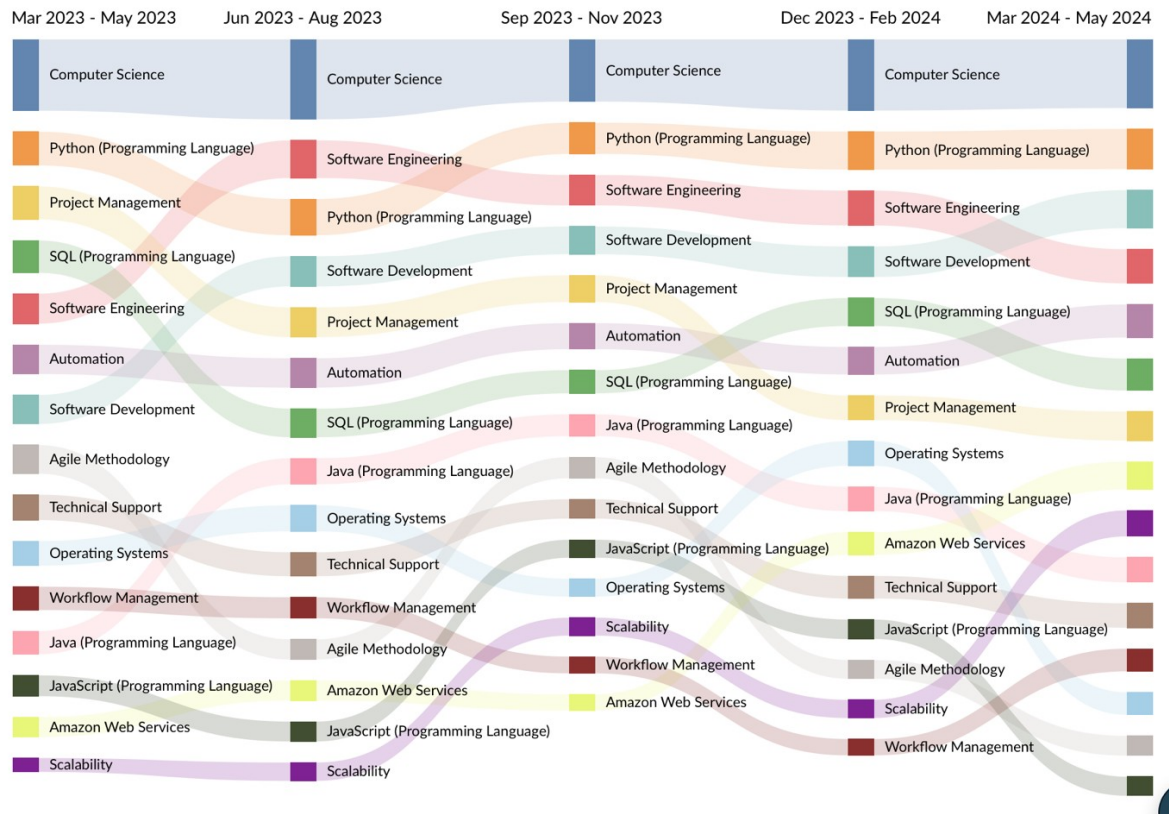 Mar 2023 - May 2023
Jun 2023 - Aug 2023
Sep 2023 - Nov 2023
Dec 2023 - Feb 2024
Mar 2024 - May 2024
Computer Science
Python (Programming Language)
Project Management
SQL (Programming Language)
Software Engineering
Automation
Software Development
Agile Methodology
Technical Support
Operating Systems
Workflow Management
Java (Programming Language)
JavaScript (Programming Language)
Amazon Web Services
Scalability
Computer Science
Software Engineering
Python (Programming Language)
Software Development
Project Management
Automation
SQL (Programming Language)
Java (Programming Language)
Operating Systems
Technical Support
Workflow Management
Agile Methodology
Amazon Web Services
JavaScript (Programming Language)
Scalability
Computer Science
Python (Programming Language)
Software Engineering
Software Development
Project Management
Automation
SQL (Programming Language)
Java (Programming Language)
Agile Methodology
Technical Support
JavaScript (Programming Language)
Operating Systems
Scalability
Workflow Management
Amazon Web Services
Computer Science
Python (Programming Language)
Software Engineering
Software Development
SQL (Programming Language)
Automation
Project Management
Operating Systems
Java (Programming Language)
Amazon Web Services
Technical Support
JavaScript (Programming Language)
Agile Methodology
Scalability
Workflow Management